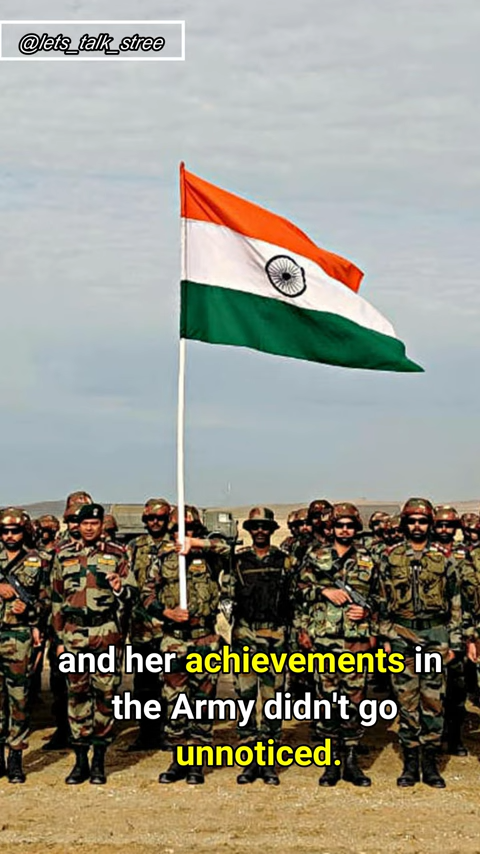 @lets_talk_stree
and her achievements in
the Army didn't go
unnoticed.